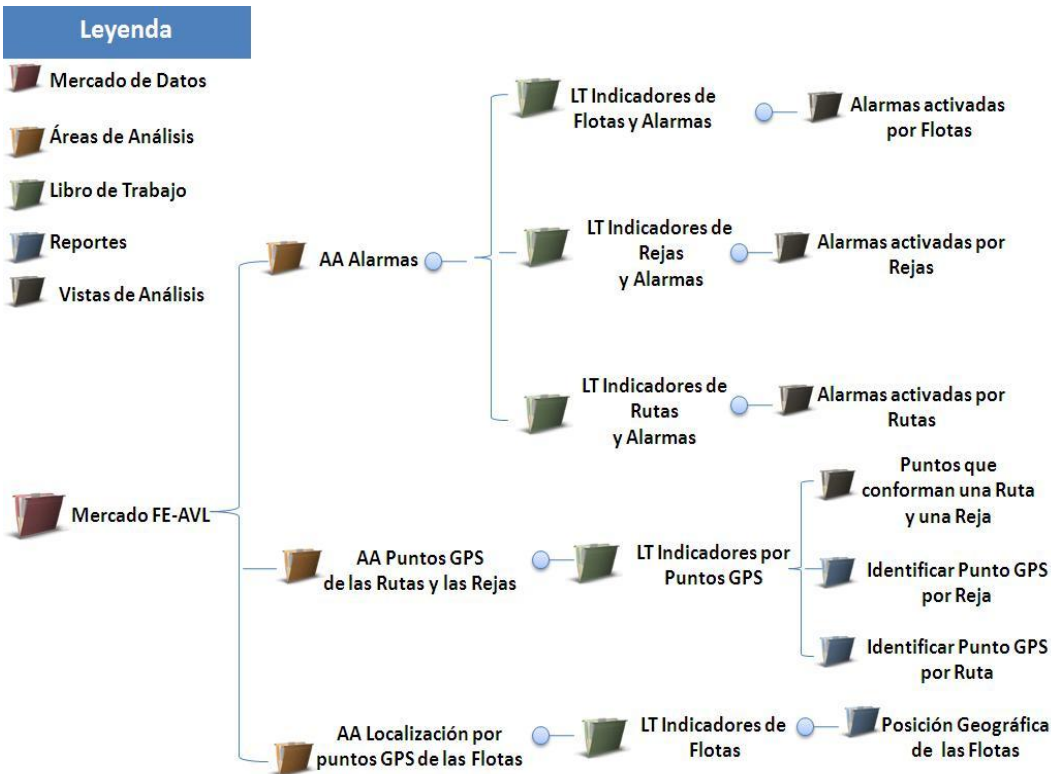 Leyenda
Mercado de Datos
Áreas de Análisis
Libro de Trabajo
Reportes
Vistas de Análisis
Mercado FE-AVL
AA Alarmas
LT Indicadores de
Flotas y Alarmas
Alarmas activadas
por Flotas
LT Indicadores de
Rejas
y Alarmas
Alarmas activadas por
Rejas
LT Indicadores de
Rutas
y Alarmas
Alarmas activadas por
Rutas
AA Puntos GPS
de las Rutas y las Rejas
LT Indicadores por
Puntos GPS
Puntos que
conforman una Ruta
y una Reja
Identificar Punto GPS
por Reja
Identificar Punto GPS
por Ruta
AA Localización por
puntos GPS de las Flotas
LT Indicadores de
Flotas
Posición Geográfica
de las Flotas